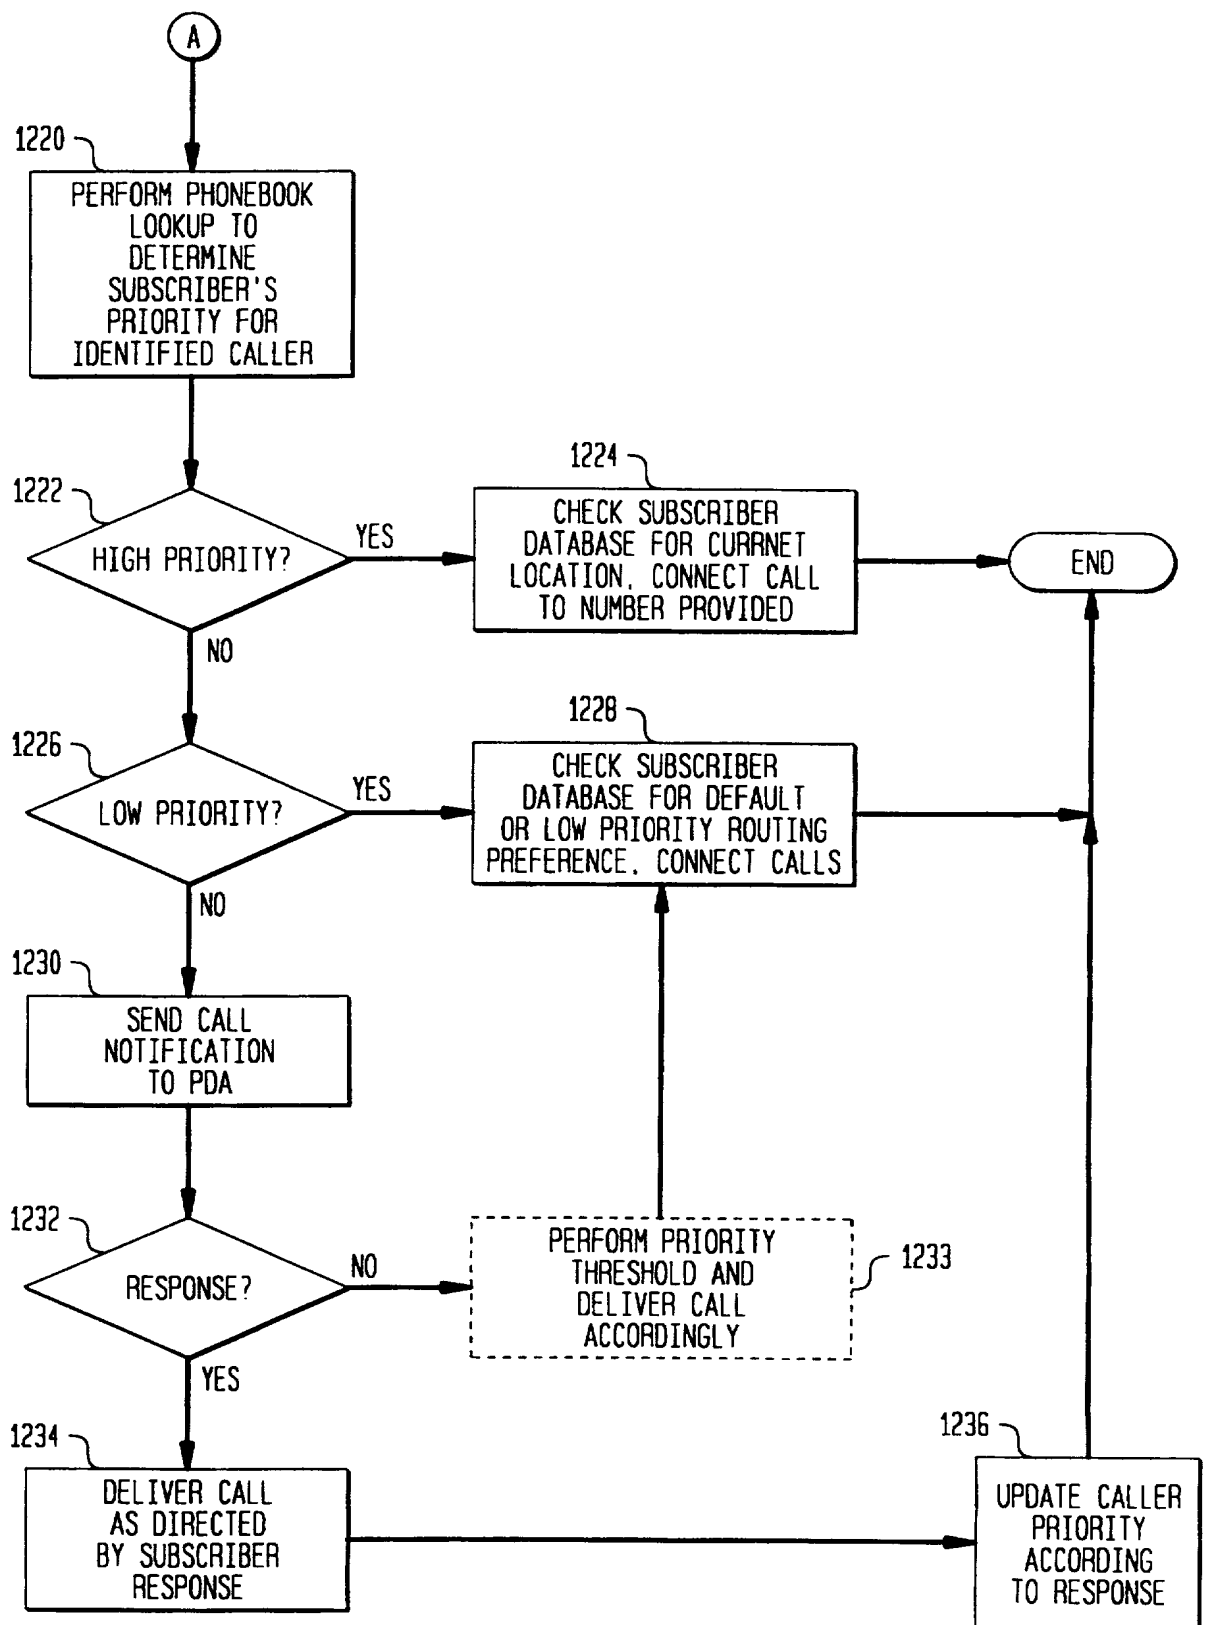 A
1220
PERFORM PHONEBOOK
LOOKUP TO
DETERMINE
SUBSCRIBER'S
PRIORITY FOR
IDENTIFIED CALLER
1222
HIGH PRIORITY?
YES
NO
1224
CHECK SUBSCRIBER
DATABASE FOR CURRNET
LOCATION, CONNECT CALL
TO NUMBER PROVIDED
END
1226
LOW PRIORITY?
YES
NO
1228
CHECK SUBSCRIBER
DATABASE FOR DEFAULT
OR LOW PRIORITY ROUTING
PREFERENCE, CONNECT CALLS
1230
SEND CALL
NOTIFICATION
TO PDA
1232
RESPONSE?
NO
YES
PERFORM PRIORITY
THRESHOLD AND
DELIVER CALL
ACCORDINGLY
1233
1234
DELIVER CALL
AS DIRECTED
BY SUBSCRIBER
RESPONSE
1236
UPDATE CALLER
PRIORITY
ACCORDING
TO RESPONSE